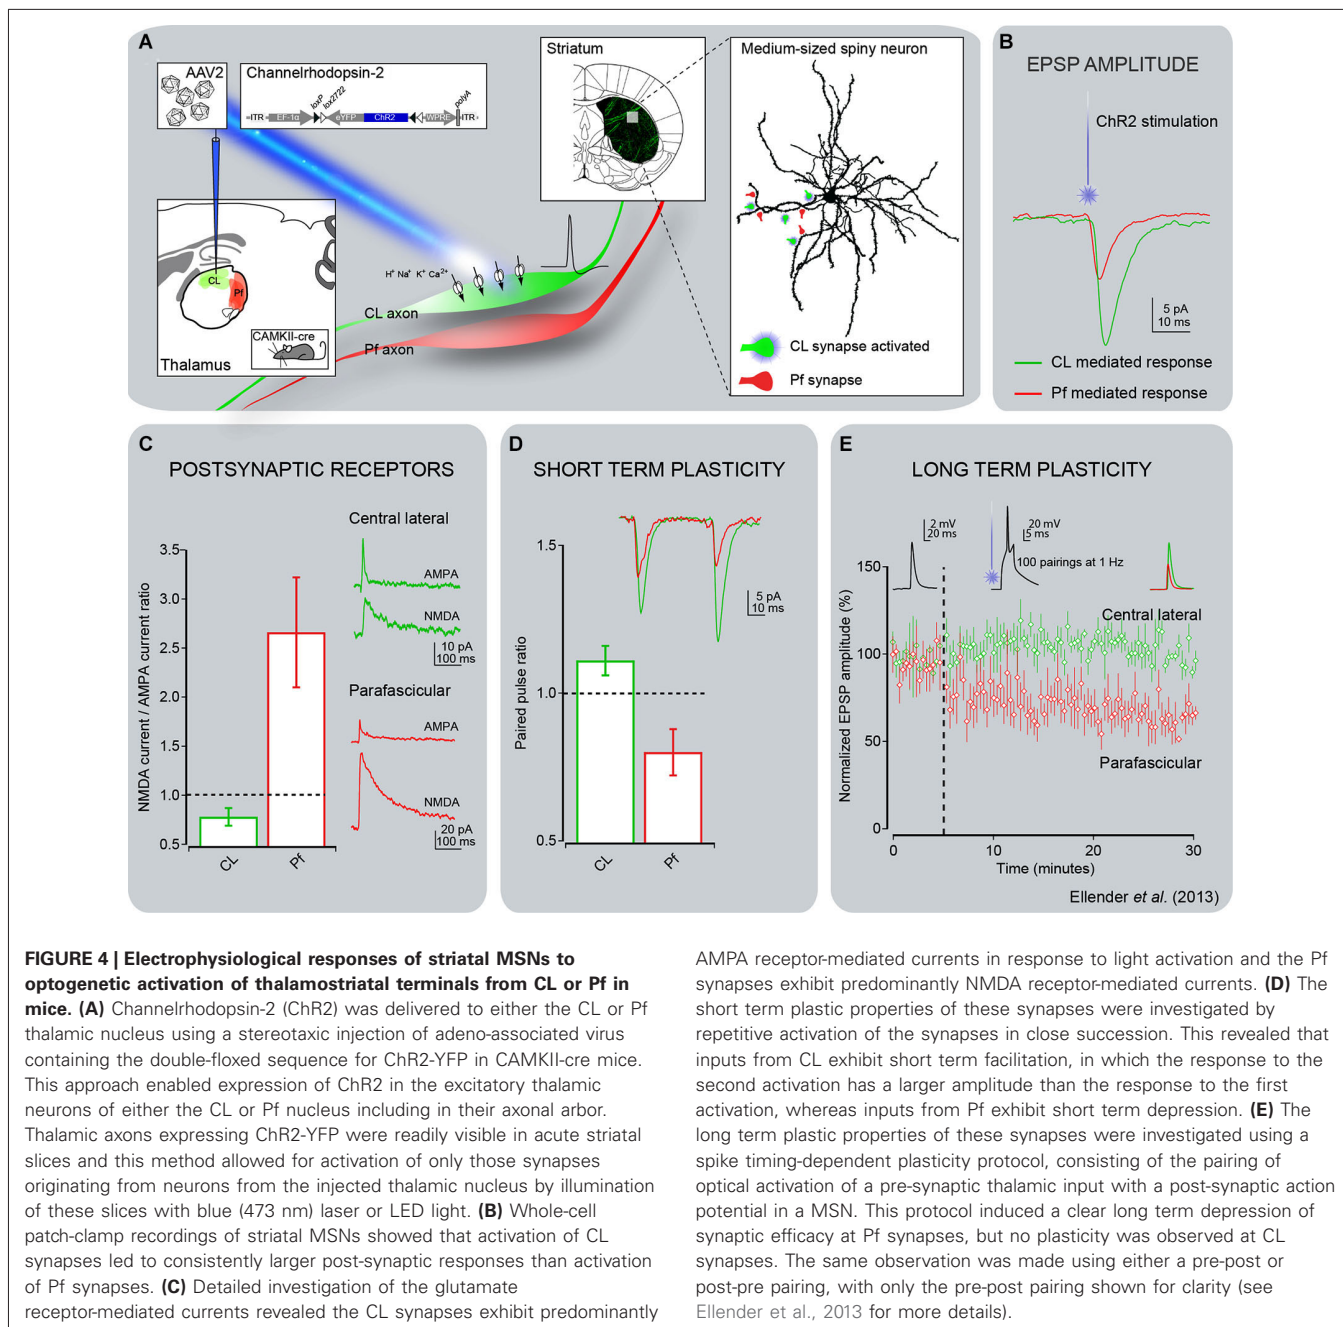 A
AAV2
Channelrhodopsin-2
loxP
lox2722
polyA
ITR
EF-1α
eYFP
ChR2
WPRE
ITR
CL
Pf
CAMKII-cre
Thalamus
H⁺ Na⁺ K⁺ Ca²⁺
CL axon
Pf axon
Striatum
Medium-sized spiny neuron
CL synapse activated
Pf synapse
B
EPSP AMPLITUDE
ChR2 stimulation
5 pA
10 ms
CL mediated response
Pf mediated response
C
POSTSYNAPTIC RECEPTORS
NMDA current / AMPA current ratio
3.5
3.0
2.5
2.0
1.5
1.0
0.5
CL
Pf
Central lateral
AMPA
NMDA
10 pA
100 ms
Parafascicular
AMPA
NMDA
20 pA
100 ms
D
SHORT TERM PLASTICITY
Paired pulse ratio
1.5
1.0
0.5
CL
Pf
5 pA
10 ms
E
LONG TERM PLASTICITY
2 mV
20 ms
20 mV
5 ms
100 pairings at 1 Hz
Normalized EPSP amplitude (%)
150
100
50
0
Central lateral
Parafascicular
0
10
20
30
Time (minutes)
Ellender et al. (2013)
FIGURE 4 | Electrophysiological responses of striatal MSNs to
optogenetic activation of thalamostriatal terminals from CL or Pf in
mice. (A) Channelrhodopsin-2 (ChR2) was delivered to either the CL or Pf
thalamic nucleus using a stereotaxic injection of adeno-associated virus
containing the double-floxed sequence for ChR2-YFP in CAMKII-cre mice.
This approach enabled expression of ChR2 in the excitatory thalamic
neurons of either the CL or Pf nucleus including in their axonal arbor.
Thalamic axons expressing ChR2-YFP were readily visible in acute striatal
slices and this method allowed for activation of only those synapses
originating from neurons from the injected thalamic nucleus by illumination
of these slices with blue (473 nm) laser or LED light. (B) Whole-cell
patch-clamp recordings of striatal MSNs showed that activation of CL
synapses led to consistently larger post-synaptic responses than activation
of Pf synapses. (C) Detailed investigation of the glutamate
receptor-mediated currents revealed the CL synapses exhibit predominantly
AMPA receptor-mediated currents in response to light activation and the Pf
synapses exhibit predominantly NMDA receptor-mediated currents. (D) The
short term plastic properties of these synapses were investigated by
repetitive activation of the synapses in close succession. This revealed that
inputs from CL exhibit short term facilitation, in which the response to the
second activation has a larger amplitude than the response to the first
activation, whereas inputs from Pf exhibit short term depression. (E) The
long term plastic properties of these synapses were investigated using a
spike timing-dependent plasticity protocol, consisting of the pairing of
optical activation of a pre-synaptic thalamic input with a post-synaptic action
potential in a MSN. This protocol induced a clear long term depression of
synaptic efficacy at Pf synapses, but no plasticity was observed at CL
synapses. The same observation was made using either a pre-post or
post-pre pairing, with only the pre-post pairing shown for clarity (see
Ellender et al., 2013 for more details).